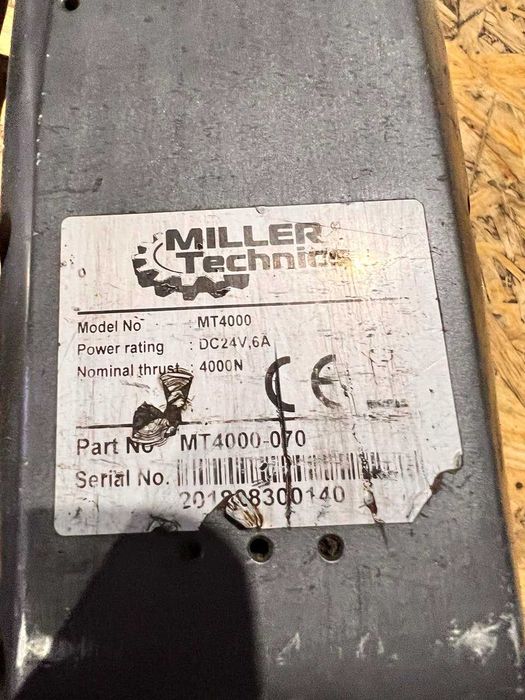 MILLER
Technics
Model No : MT4000
Power rating : DC24V,6A
Nominal thrust : 4000N
CE
Part No MT4000-070
Serial No.
201808300140